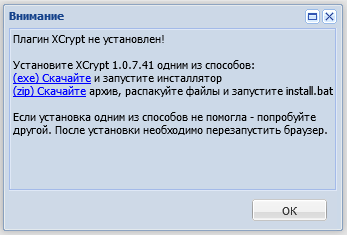 Внимание
Плагин XCrypt не установлен!
Установите XCrypt 1.0.7.41 одним из способов:
(exe) Скачайте и запустите инсталлятор
(zip) Скачайте архив, распакуйте файлы и запустите install.bat
Если установка одним из способов не помогла - попробуйте
другой. После установки необходимо перезапустить браузер.
ОК